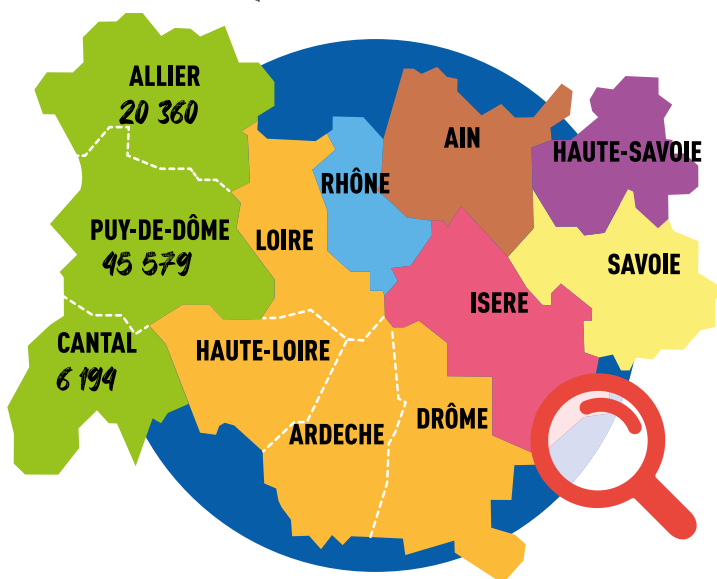 ALLIER
20 360
AIN
HAUTE-SAVOIE
RHÔNE
PUY-DE-DÔME
45 579
LOIRE
SAVOIE
ISERE
CANTAL
6 194
HAUTE-LOIRE
ARDECHE
DRÔME